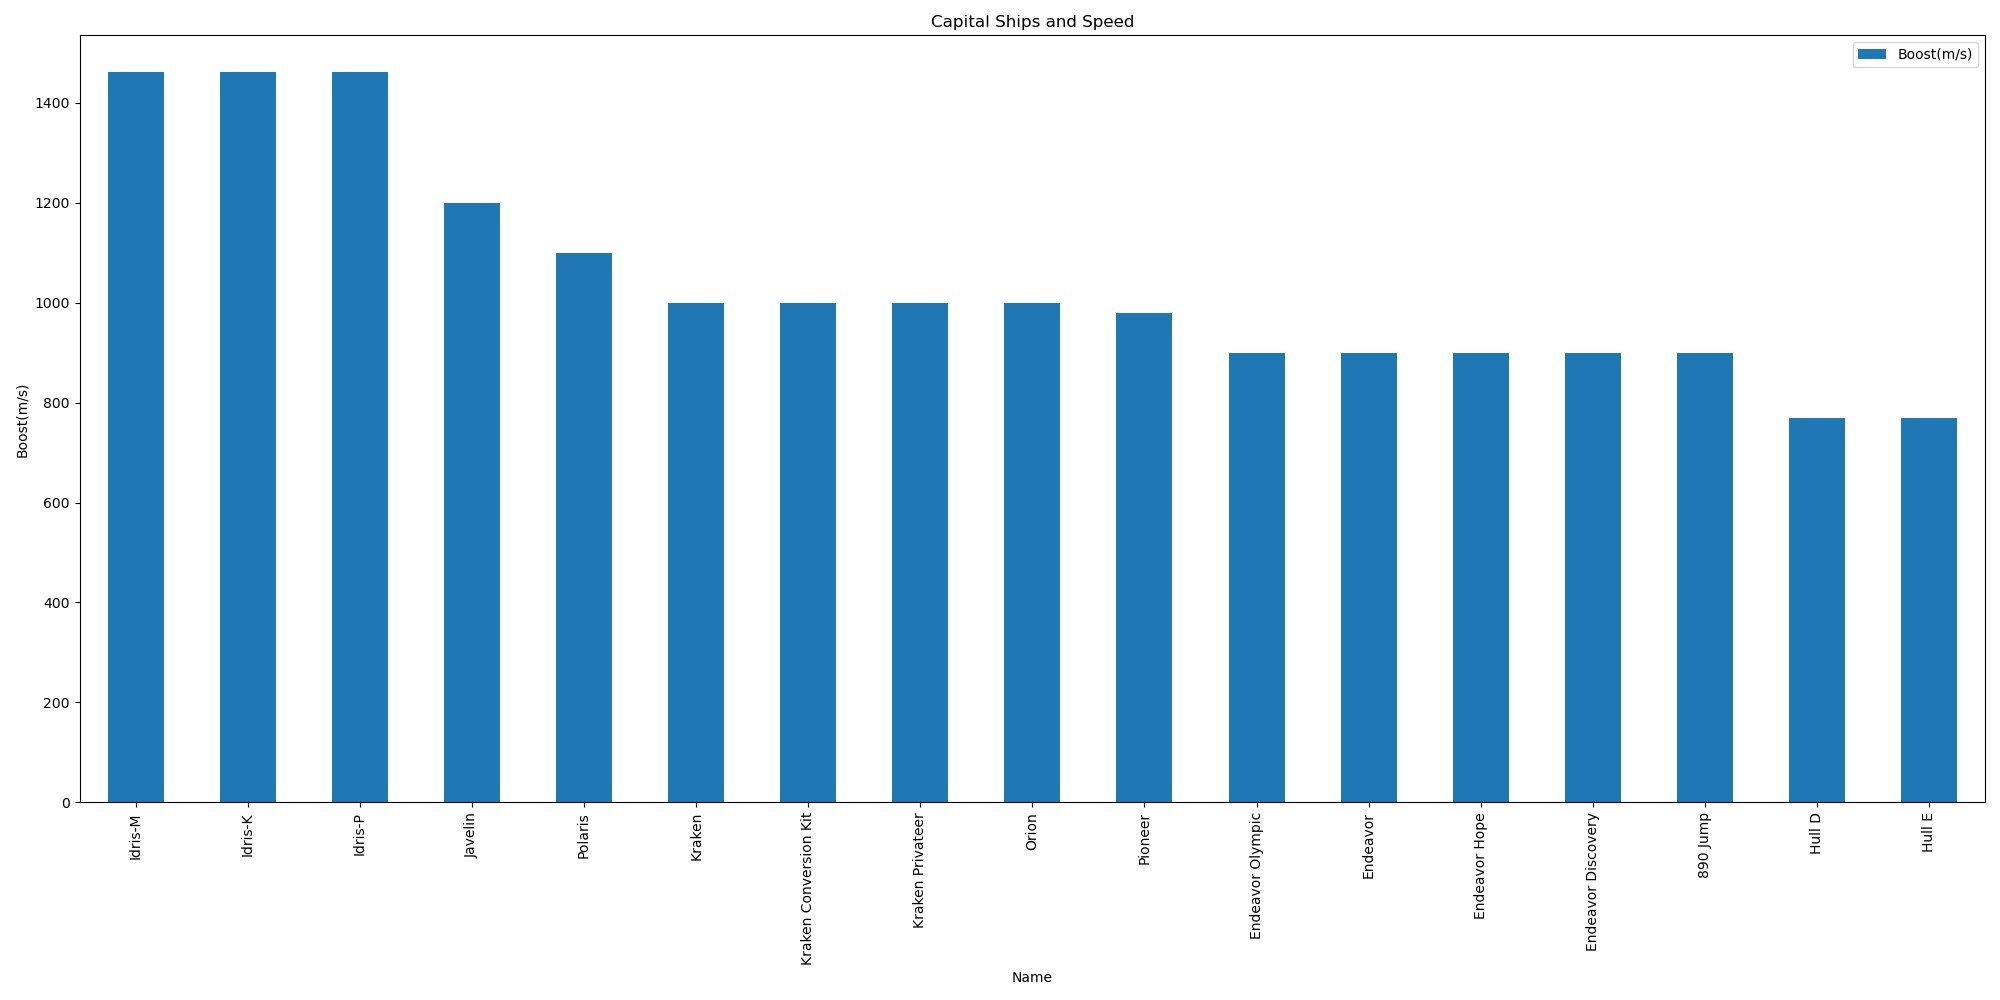 Capital Ships and Speed
Boost(m/s)
1400
1200
1000
800
600
400
200
0
Boost(m/s)
Idris-M
Idris-K
Idris-P
Javelin
Polaris
Kraken
Kraken Conversion Kit
Kraken Privateer
Orion
Pioneer
Endeavor Olympic
Endeavor
Endeavor Hope
Endeavor Discovery
890 Jump
Hull D
Hull E
Name